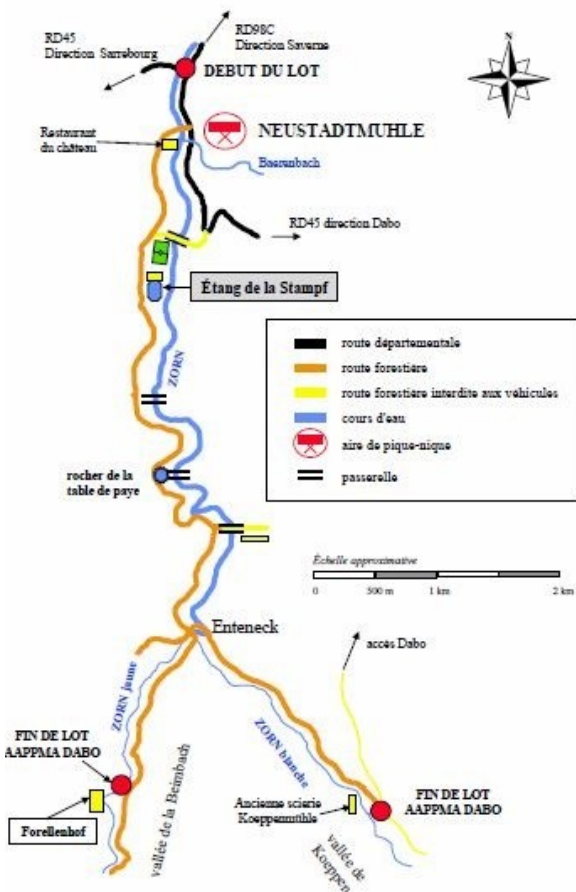 RD98C
Direction Saverne
RD45
Direction Sarrebourg
DEBUT DU LOT
Restaurant
du château
NEUSTADTMUHLE
Baerenbach
RD45 direction Dabo
Étang de la Stampf
ZORN
route départementale
route forestière
route forestière interdite aux véhicules
cours d'eau
aire de pique-nique
passerelle
rocher de la
table de paye
Échelle approximative
0 500 m 1 km 2 km
Enteneck
accès Dabo
ZORN jaune
ZORN blanche
FIN DE LOT
AAPPMA DABO
Forellenhof
vallée de la Beimbach
Ancienne scierie
Koeppenmühle
FIN DE LOT
AAPPMA DABO
vallée de
Koeppen